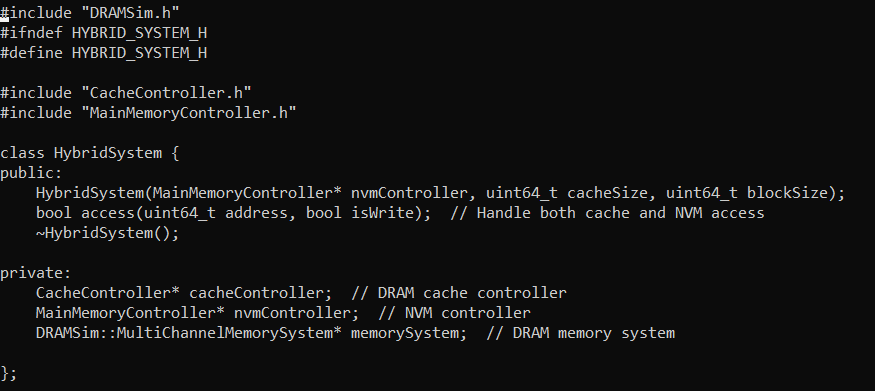 #include "DRAMSim.h"
#ifndef HYBRID_SYSTEM_H
#define HYBRID_SYSTEM_H

#include "CacheController.h"
#include "MainMemoryController.h"

class HybridSystem {
public:
    HybridSystem(MainMemoryController* nvmController, uint64_t cacheSize, uint64_t blockSize);
    bool access(uint64_t address, bool isWrite);  // Handle both cache and NVM access
    ~HybridSystem();

private:
    CacheController* cacheController;  // DRAM cache controller
    MainMemoryController* nvmController;  // NVM controller
    DRAMSim::MultiChannelMemorySystem* memorySystem;  // DRAM memory system

};